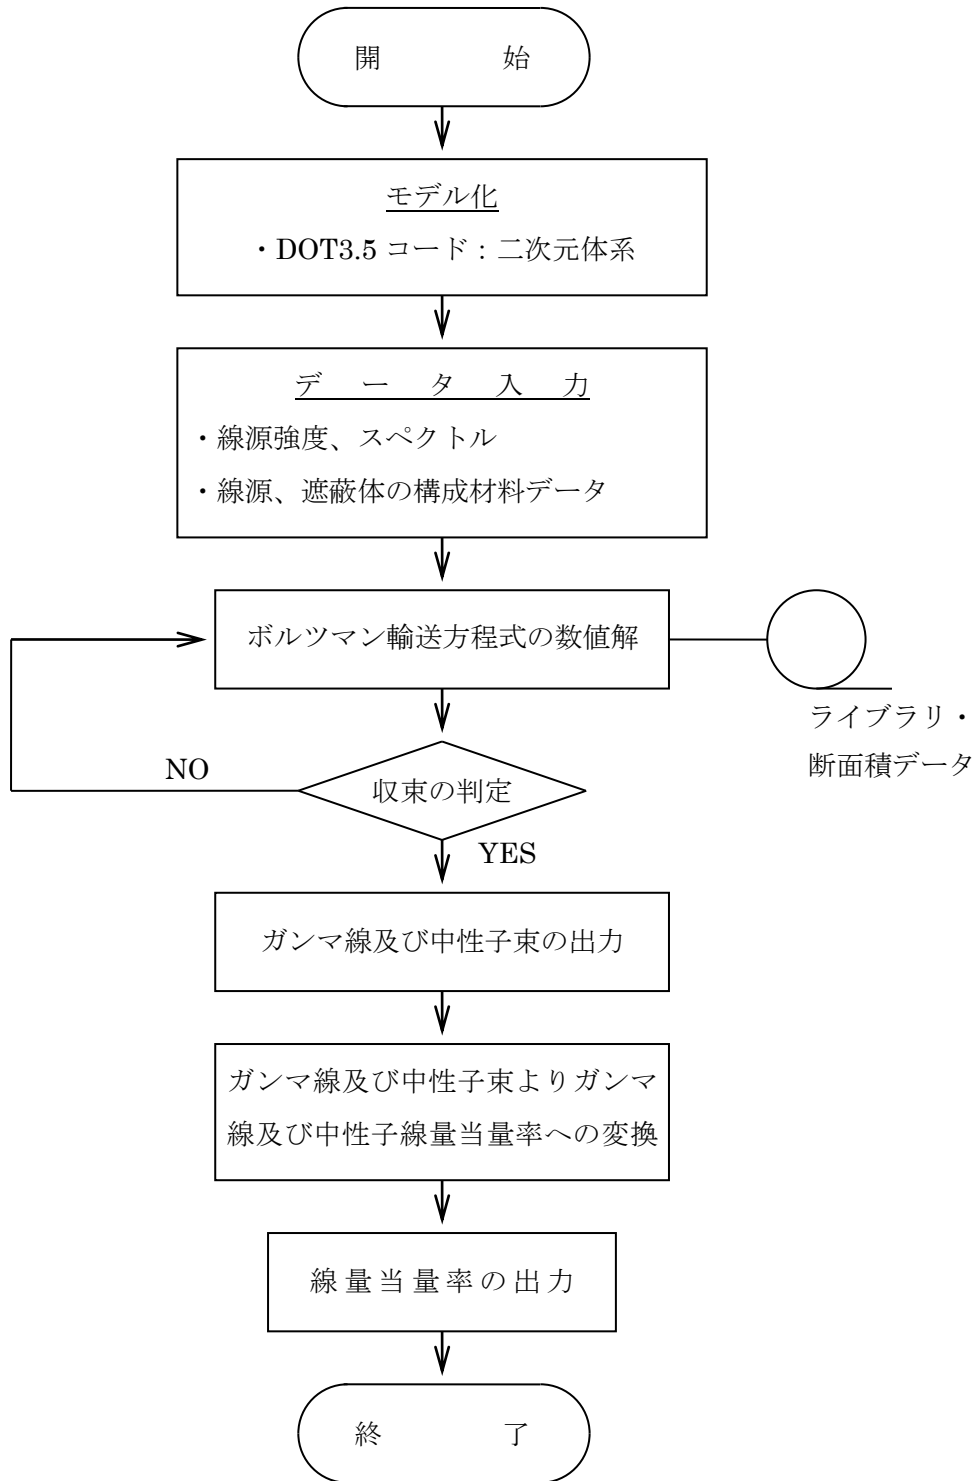 開 始
モデル化
・DOT3.5 コード：二次元体系
デ ー タ 入 力
・線源強度、スペクトル
・線源、遮蔽体の構成材料データ
ボルツマン輸送方程式の数値解
ライブラリ・
断面積データ
NO
収束の判定
YES
ガンマ線及び中性子束の出力
ガンマ線及び中性子束よりガンマ
線及び中性子線量当量率への変換
線量当量率の出力
終 了